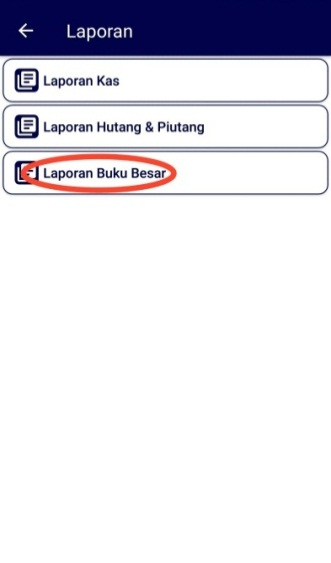 Laporan
Laporan Kas
Laporan Hutang & Piutang
Laporan Buku Besar